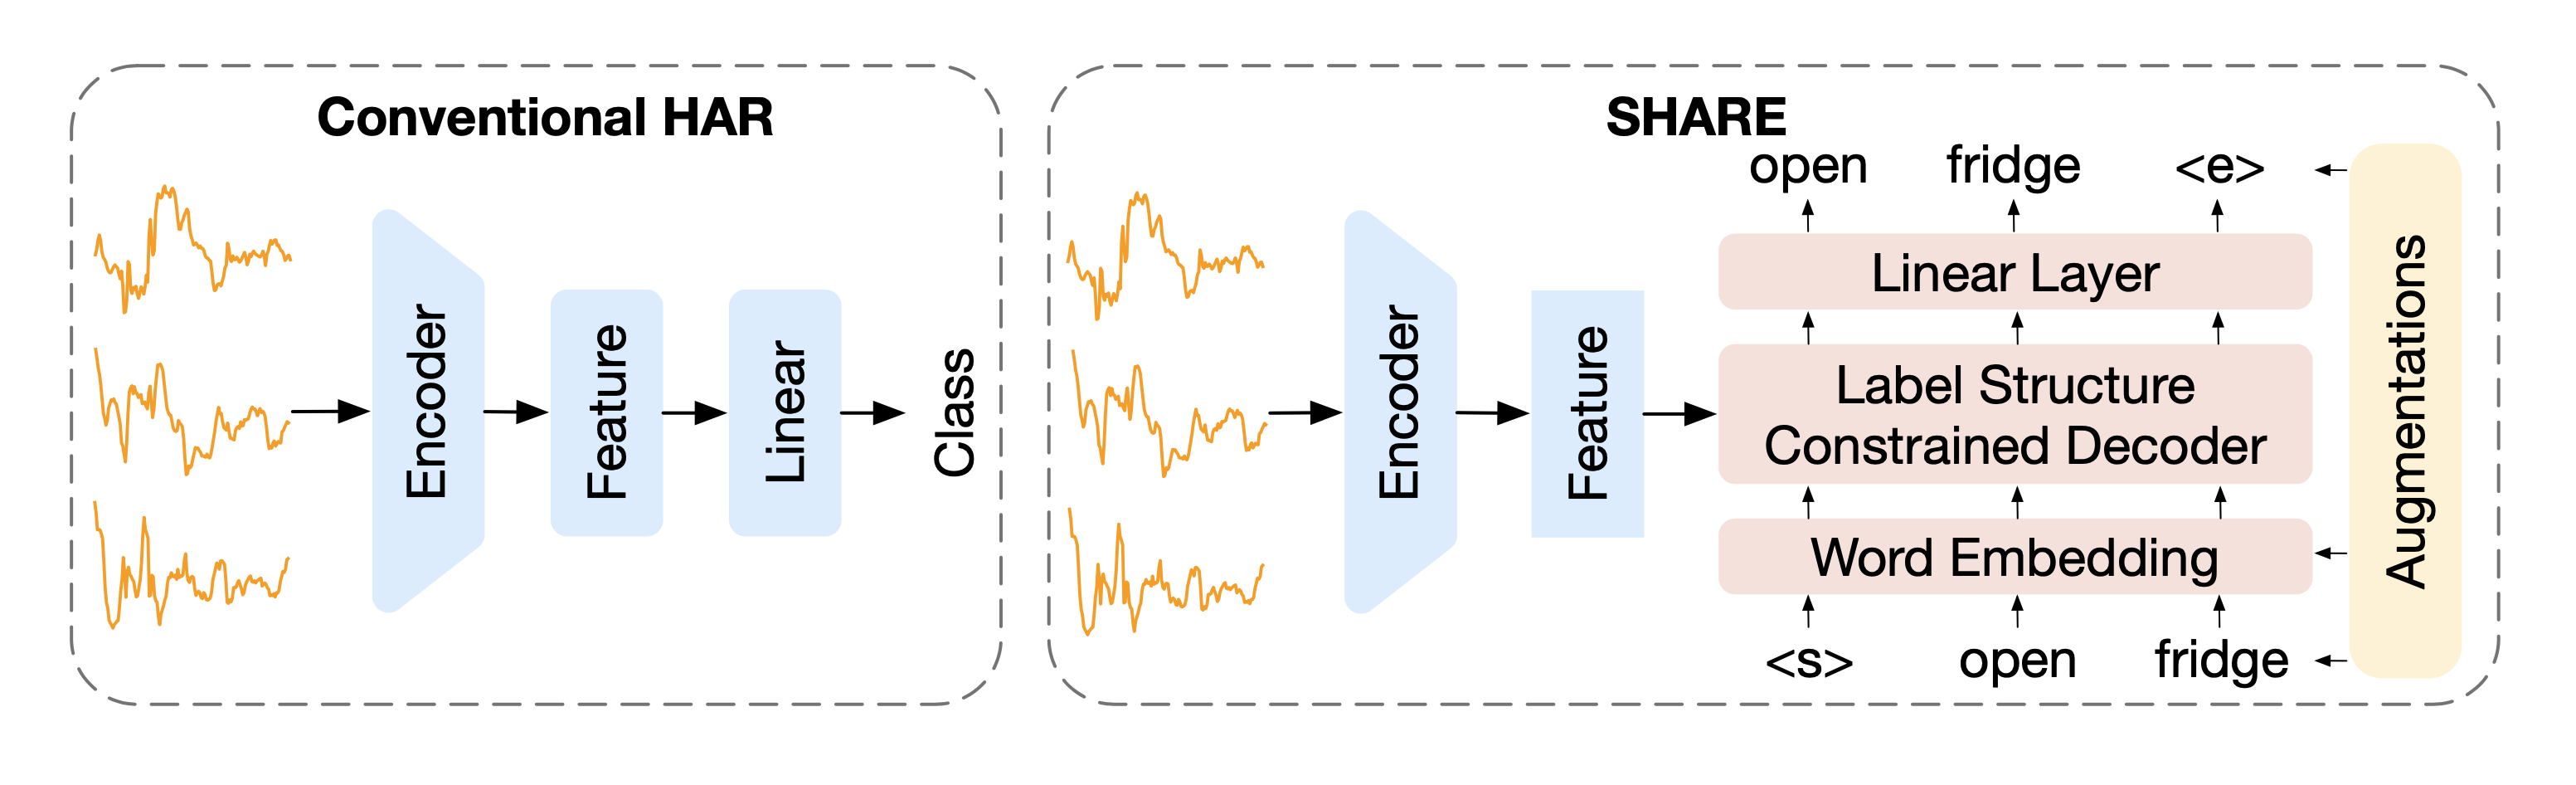 Conventional HAR
Encoder
Feature
Linear
Class
SHARE
Encoder
Feature
open fridge <e>
Linear Layer
Label Structure
Constrained Decoder
Word Embedding
<s> open fridge
Augmentations